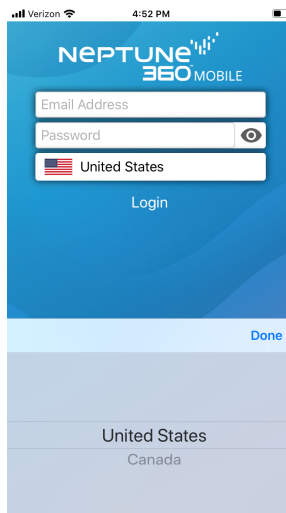 Verizon 4:52 PM
NEPTUNE
360 MOBILE
Email Address
Password
United States
Login
Done
United States
Canada